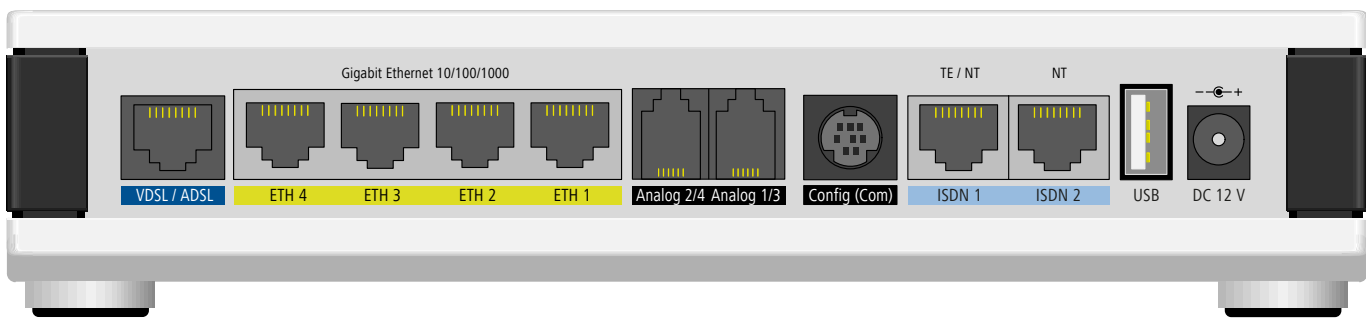 Gigabit Ethernet 10/100/1000
TE / NT
NT
VDSL / ADSL
ETH 4
ETH 3
ETH 2
ETH 1
Analog 2/4
Analog 1/3
Config (Com)
ISDN 1
ISDN 2
USB
DC 12 V